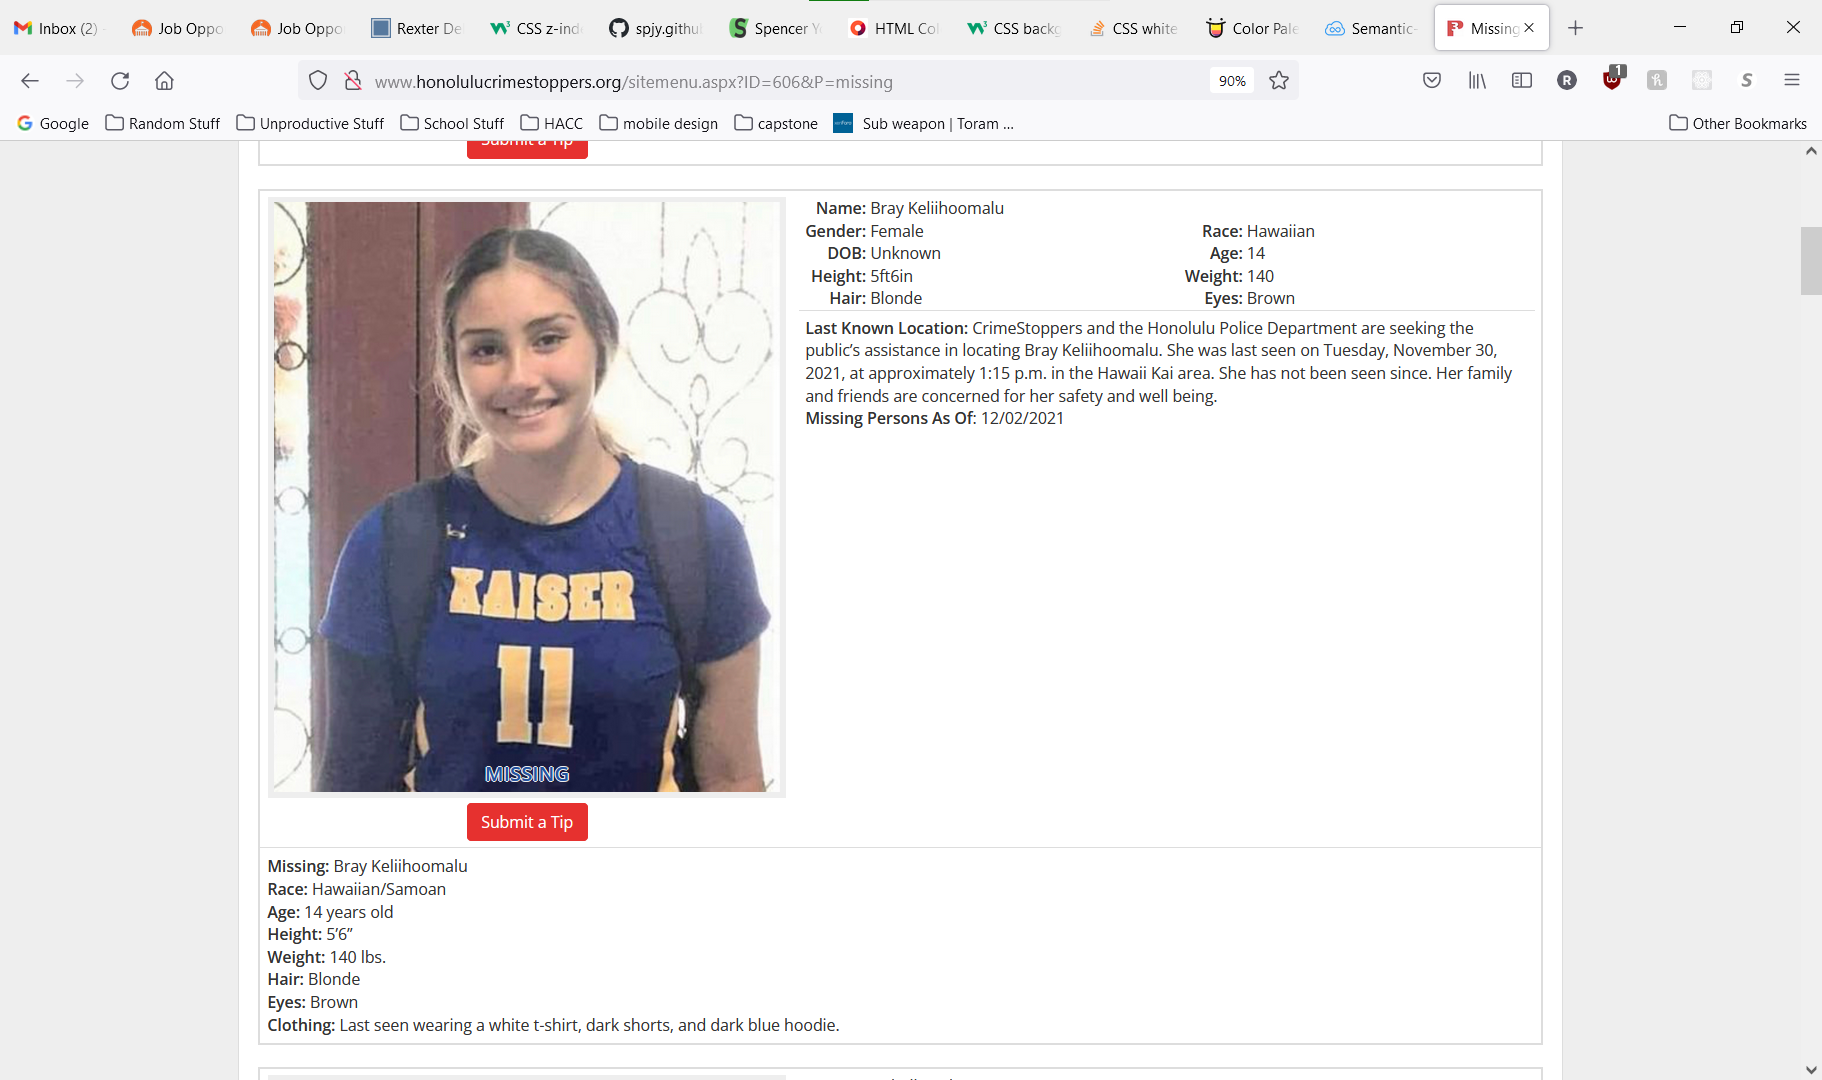 Inbox (2)
Job Oppo
Job Oppo
Rexter De
CSS z-ind
spjy.githu
Spencer Y
HTML Col
CSS backg
CSS white
Color Pale
Semantic-
Missing
www.honolulucrimestoppers.org/sitemenu.aspx?ID=606&P=missing
90%
1
Google
Random Stuff
Unproductive Stuff
School Stuff
HACC
mobile design
capstone
Sub weapon | Toram ...
Other Bookmarks
Submit a Tip
Name: Bray Keliihoomalu
Gender: Female Race: Hawaiian
DOB: Unknown Age: 14
Height: 5ft6in Weight: 140
Hair: Blonde Eyes: Brown
Last Known Location: CrimeStoppers and the Honolulu Police Department are seeking the
public’s assistance in locating Bray Keliihoomalu. She was last seen on Tuesday, November 30,
2021, at approximately 1:15 p.m. in the Hawaii Kai area. She has not been seen since. Her family
and friends are concerned for her safety and well being.
Missing Persons As Of: 12/02/2021
KAISER
11
MISSING
Submit a Tip
Missing: Bray Keliihoomalu
Race: Hawaiian/Samoan
Age: 14 years old
Height: 5’6”
Weight: 140 lbs.
Hair: Blonde
Eyes: Brown
Clothing: Last seen wearing a white t-shirt, dark shorts, and dark blue hoodie.